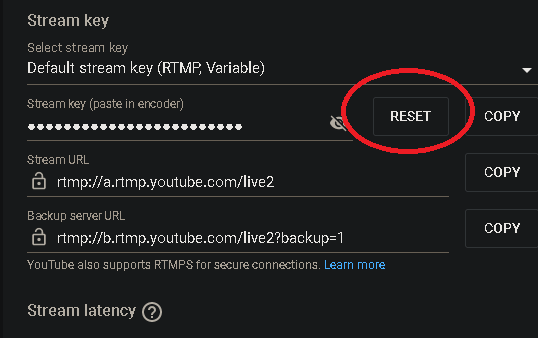 Stream key
Select stream key
Default stream key (RTMP, Variable)
Stream key (paste in encoder)
••••••••••••••••••••••••
RESET
COPY
Stream URL
rtmp://a.rtmp.youtube.com/live2
COPY
Backup server URL
rtmp://b.rtmp.youtube.com/live2?backup=1
COPY
YouTube also supports RTMPS for secure connections. Learn more
Stream latency ?